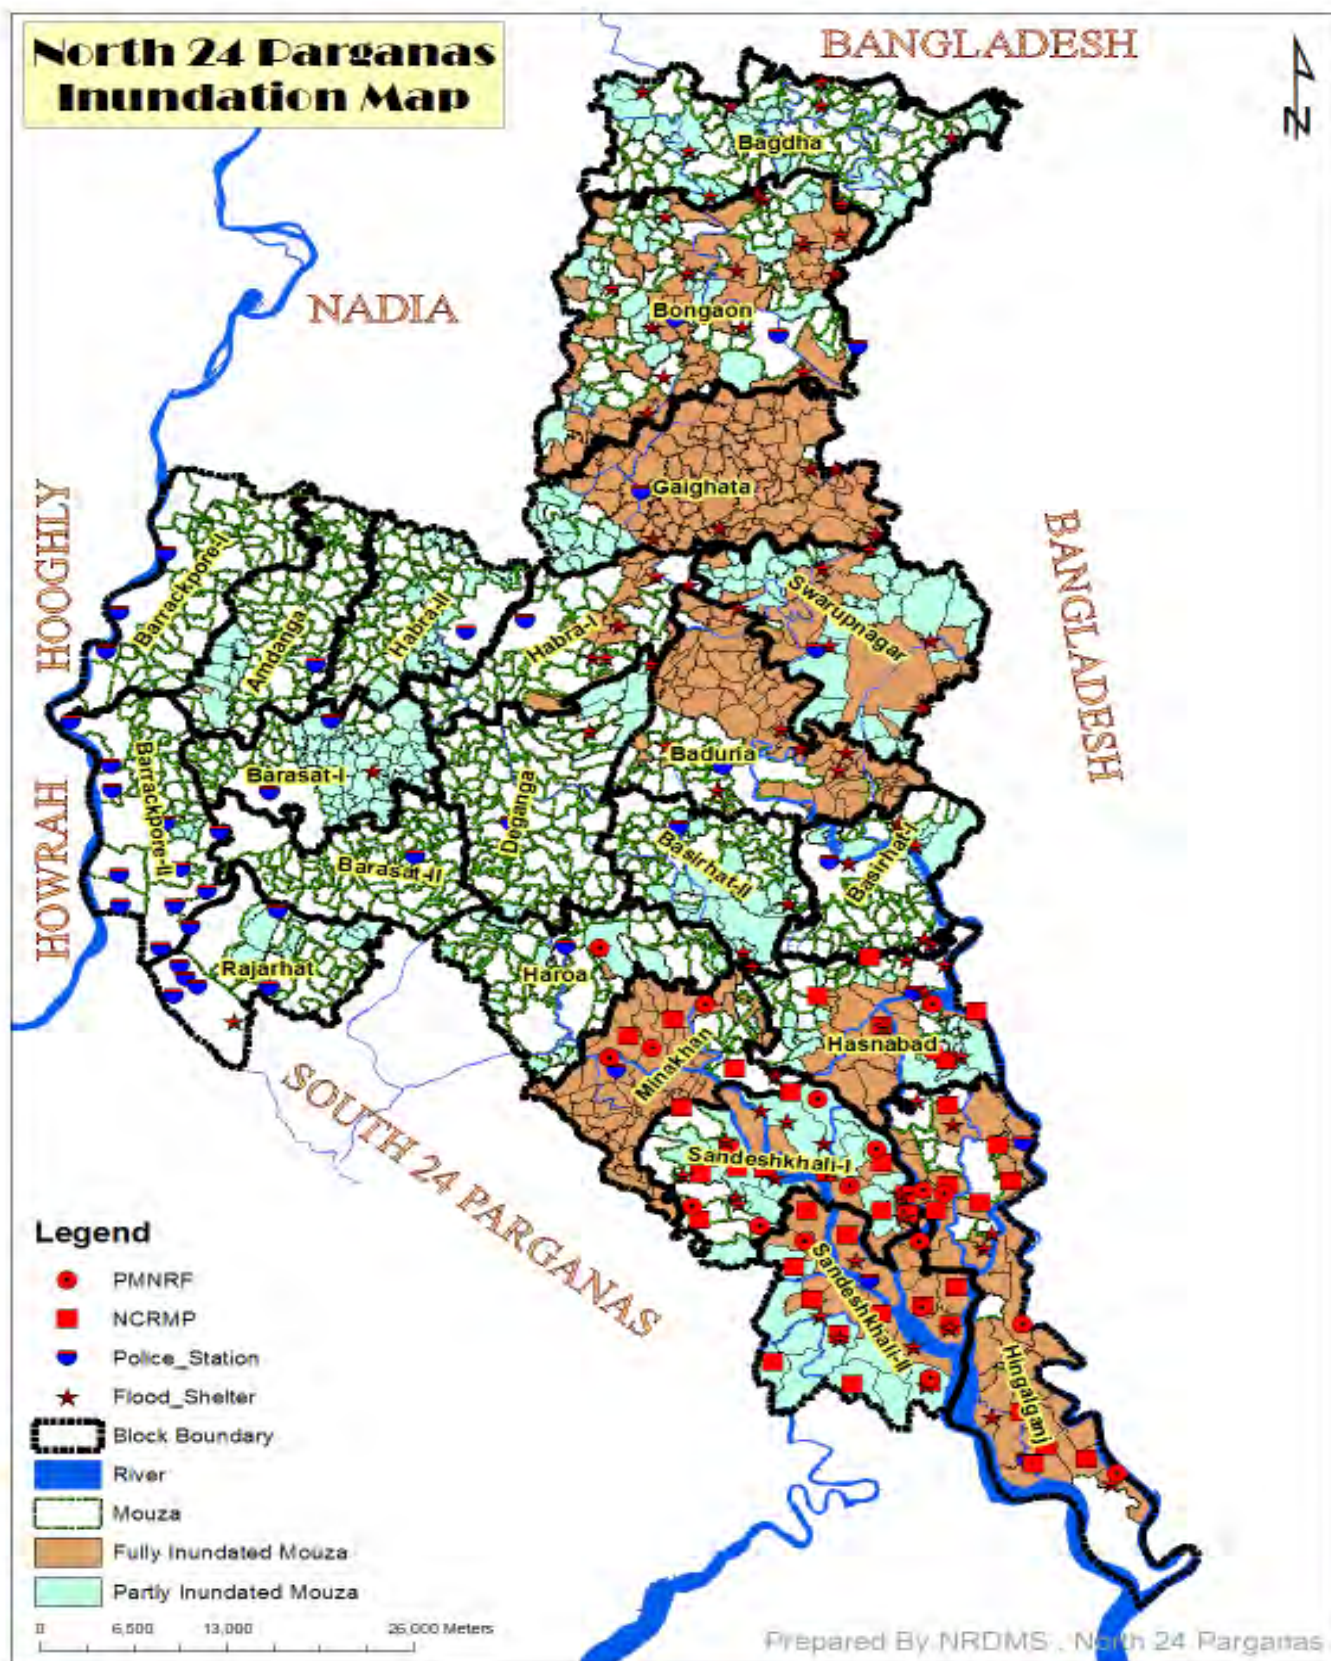 North 24 Parganas
Inundation Map
BANGLADESH
N
Bagdha
NADIA
Bongaon
Gaighata
HOOGHLY
BANGLADESH
Barrackpore-I
Amdanga
Habra-II
Habra-I
Swarupnagar
HOWRAH
Barrackpore-II
Barasat-I
Deganga
Baduria
Barasat-II
Basirhat-II
Basirhat-I
Rajarhat
Haroa
Minakhan
Hasnabad
SOUTH 24 PARGANAS
Sandeshkhali-I
Sandeshkhali-II
Hingalganj
Legend
PMNRF
NCRMP
Police_Station
Flood_Shelter
Block Boundary
River
Mouza
Fully Inundated Mouza
Partly Inundated Mouza
0 6,500 13,000 26,000 Meters
Prepared By NRDMS . North 24 Parganas